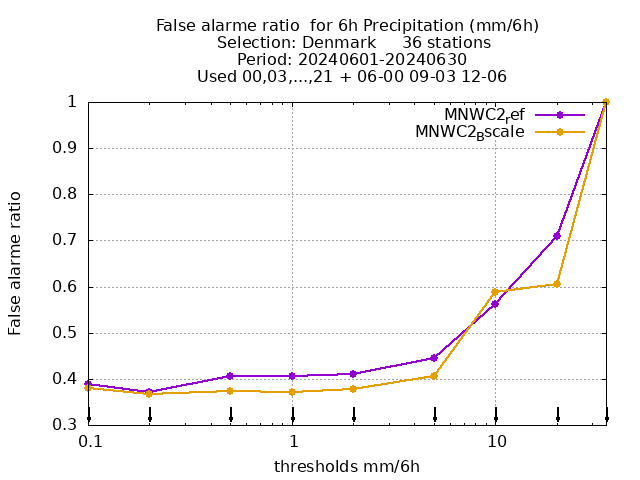 False alarme ratio  for 6h Precipitation (mm/6h)
Selection: Denmark     36 stations
Period: 20240601-20240630
Used 00,03,...,21 + 06-00 09-03 12-06
MNWC2ref
MNWC2Bscale
1
0.9
0.8
0.7
0.6
0.5
0.4
0.3
False alarme ratio
0.1 1 10
thresholds mm/6h